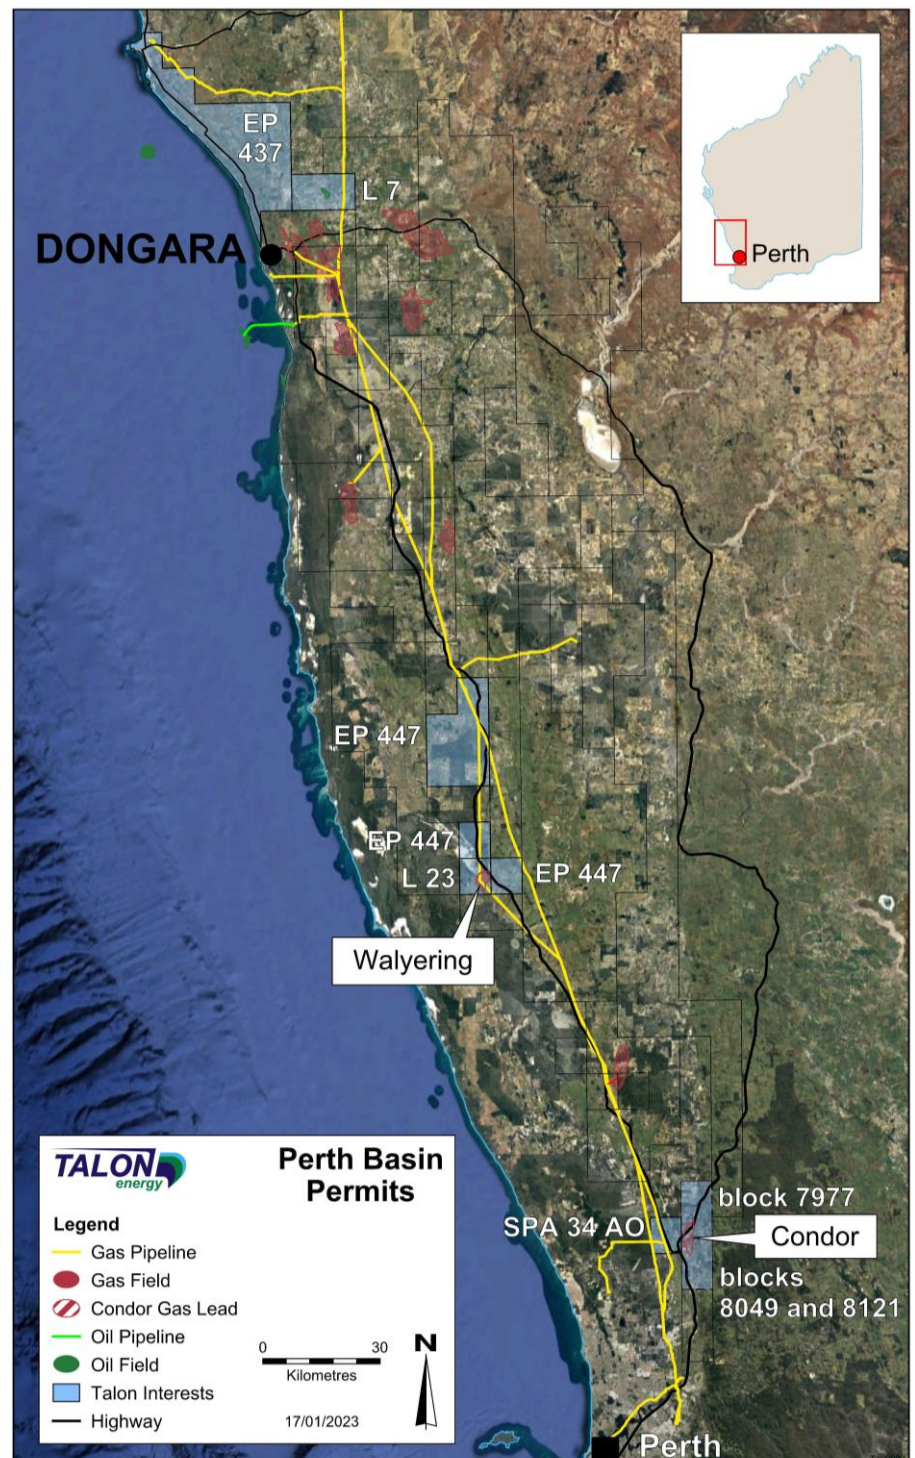 EP
437
L 7
DONGARA
Perth
EP 447
EP 447
L 23
EP 447
Walyering
block 7977
SPA 34 AO
Condor
blocks
8049 and 8121
TALON
energy
Perth Basin
Permits
Legend
Gas Pipeline
Gas Field
Condor Gas Lead
Oil Pipeline
Oil Field
Talon Interests
Highway
0 30
Kilometres
N
17/01/2023
Perth